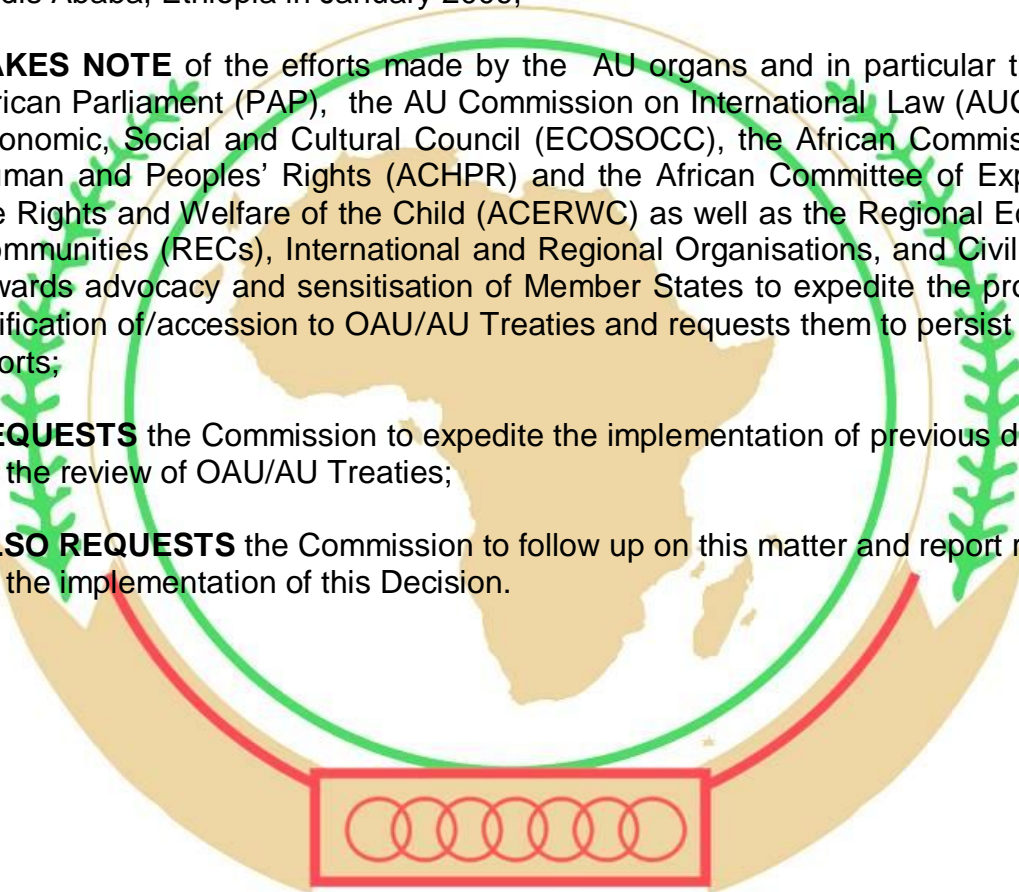 dis Ababa, Ethiopia in January 2000;
AKES NOTE of the efforts made by the AU organs and in particular t
rican Parliament (PAP), the AU Commission on International Law (AUC
onomic, Social and Cultural Council (ECOSOCC), the African Commis
uman and Peoples' Rights (ACHPR) and the African Committee of Exp
e Rights and Welfare of the Child (ACERWC) as well as the Regional Ec
ommunities (RECs), International and Regional Organisations, and Civil
wards advocacy and sensitisation of Member States to expedite the pro
ification of/accession to OAU/AU Treaties and requests them to persist
orts;
EQUESTS the Commission to expedite the implementation of previous d
the review of OAU/AU Treaties;
LSO REQUESTS the Commission to follow up on this matter and report r
the implementation of this Decision.